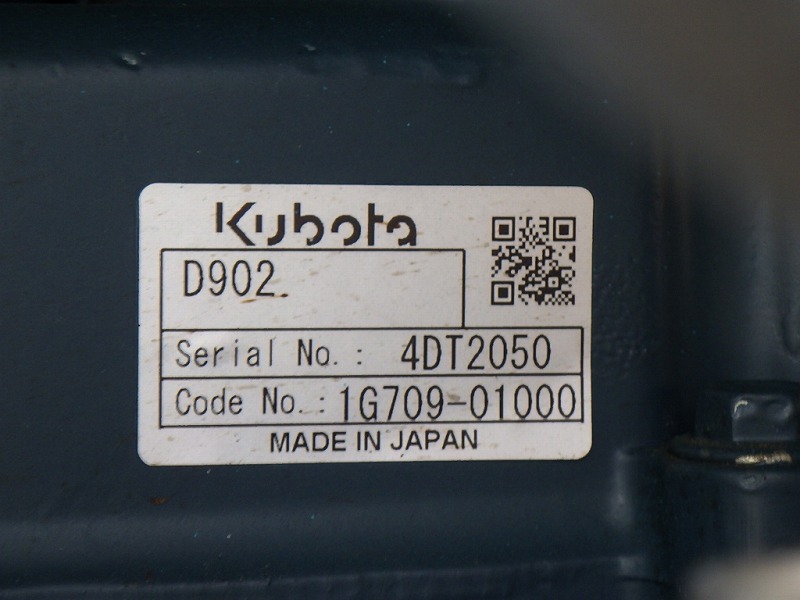 Kubota
D902
Serial No.: 4DT2050
Code No.: 1G709-01000
MADE IN JAPAN